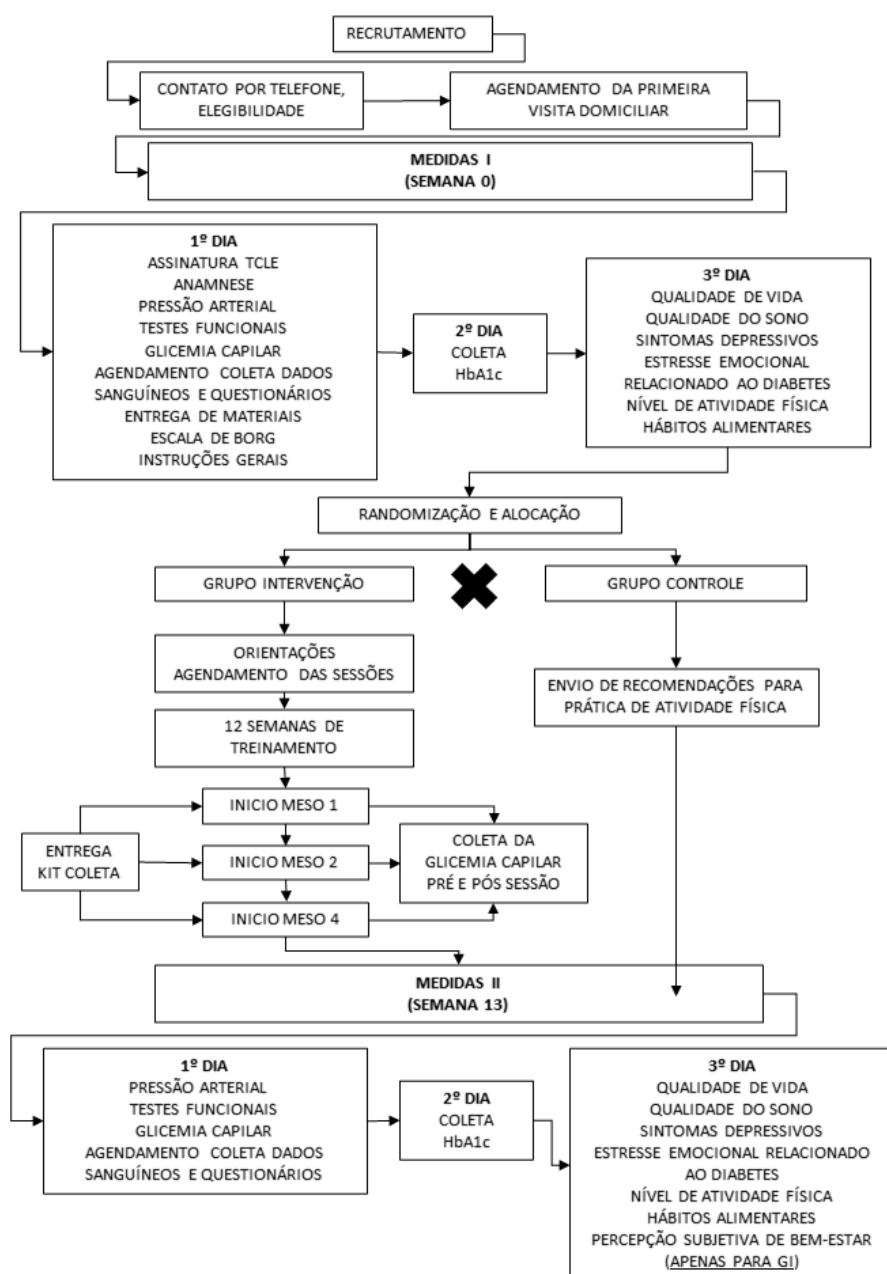 RECRUTAMENTO
CONTATO POR TELEFONE,
ELEGIBILIDADE
AGENDAMENTO DA PRIMEIRA
VISITA DOMICILIAR
MEDIDAS I
(SEMANA 0)
1º DIA
ASSINATURA TCLE
ANAMNESE
PRESSÃO ARTERIAL
TESTES FUNCIONAIS
GLICEMIA CAPILAR
AGENDAMENTO COLETA DADOS
SANGUÍNEOS E QUESTIONÁRIOS
ENTREGA DE MATERIAIS
ESCALA DE BORG
INSTRUÇÕES GERAIS
2º DIA
COLETA
HbA1c
3º DIA
QUALIDADE DE VIDA
QUALIDADE DO SONO
SINTOMAS DEPRESSIVOS
ESTRESSE EMOCIONAL
RELACIONADO AO DIABETES
NÍVEL DE ATIVIDADE FÍSICA
HÁBITOS ALIMENTARES
RANDOMIZAÇÃO E ALOCAÇÃO
GRUPO INTERVENÇÃO
GRUPO CONTROLE
ORIENTAÇÕES
AGENDAMENTO DAS SESSÕES
ENVIO DE RECOMENDAÇÕES PARA
PRÁTICA DE ATIVIDADE FÍSICA
12 SEMANAS DE
TREINAMENTO
ENTREGA
KIT COLETA
INICIO MESO 1
INICIO MESO 2
INICIO MESO 4
COLETA DA
GLICEMIA CAPILAR
PRÉ E PÓS SESSÃO
MEDIDAS II
(SEMANA 13)
1º DIA
PRESSÃO ARTERIAL
TESTES FUNCIONAIS
GLICEMIA CAPILAR
AGENDAMENTO COLETA DADOS
SANGUÍNEOS E QUESTIONÁRIOS
2º DIA
COLETA
HbA1c
3º DIA
QUALIDADE DE VIDA
QUALIDADE DO SONO
SINTOMAS DEPRESSIVOS
ESTRESSE EMOCIONAL RELACIONADO
AO DIABETES
NÍVEL DE ATIVIDADE FÍSICA
HÁBITOS ALIMENTARES
PERCEPÇÃO SUBJETIVA DE BEM-ESTAR
(APENAS PARA GI)